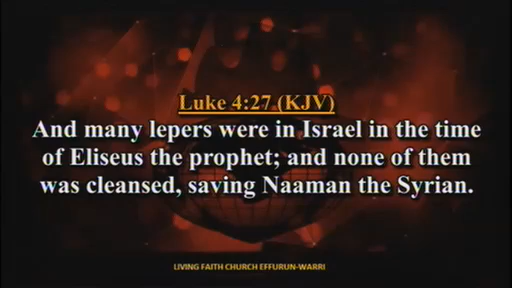 Luke 4:27 (KJV)
And many lepers were in Israel in the time
of Eliseus the prophet; and none of them
was cleansed, saving Naaman the Syrian.
LIVING FAITH CHURCH EFFURUN-WARRI